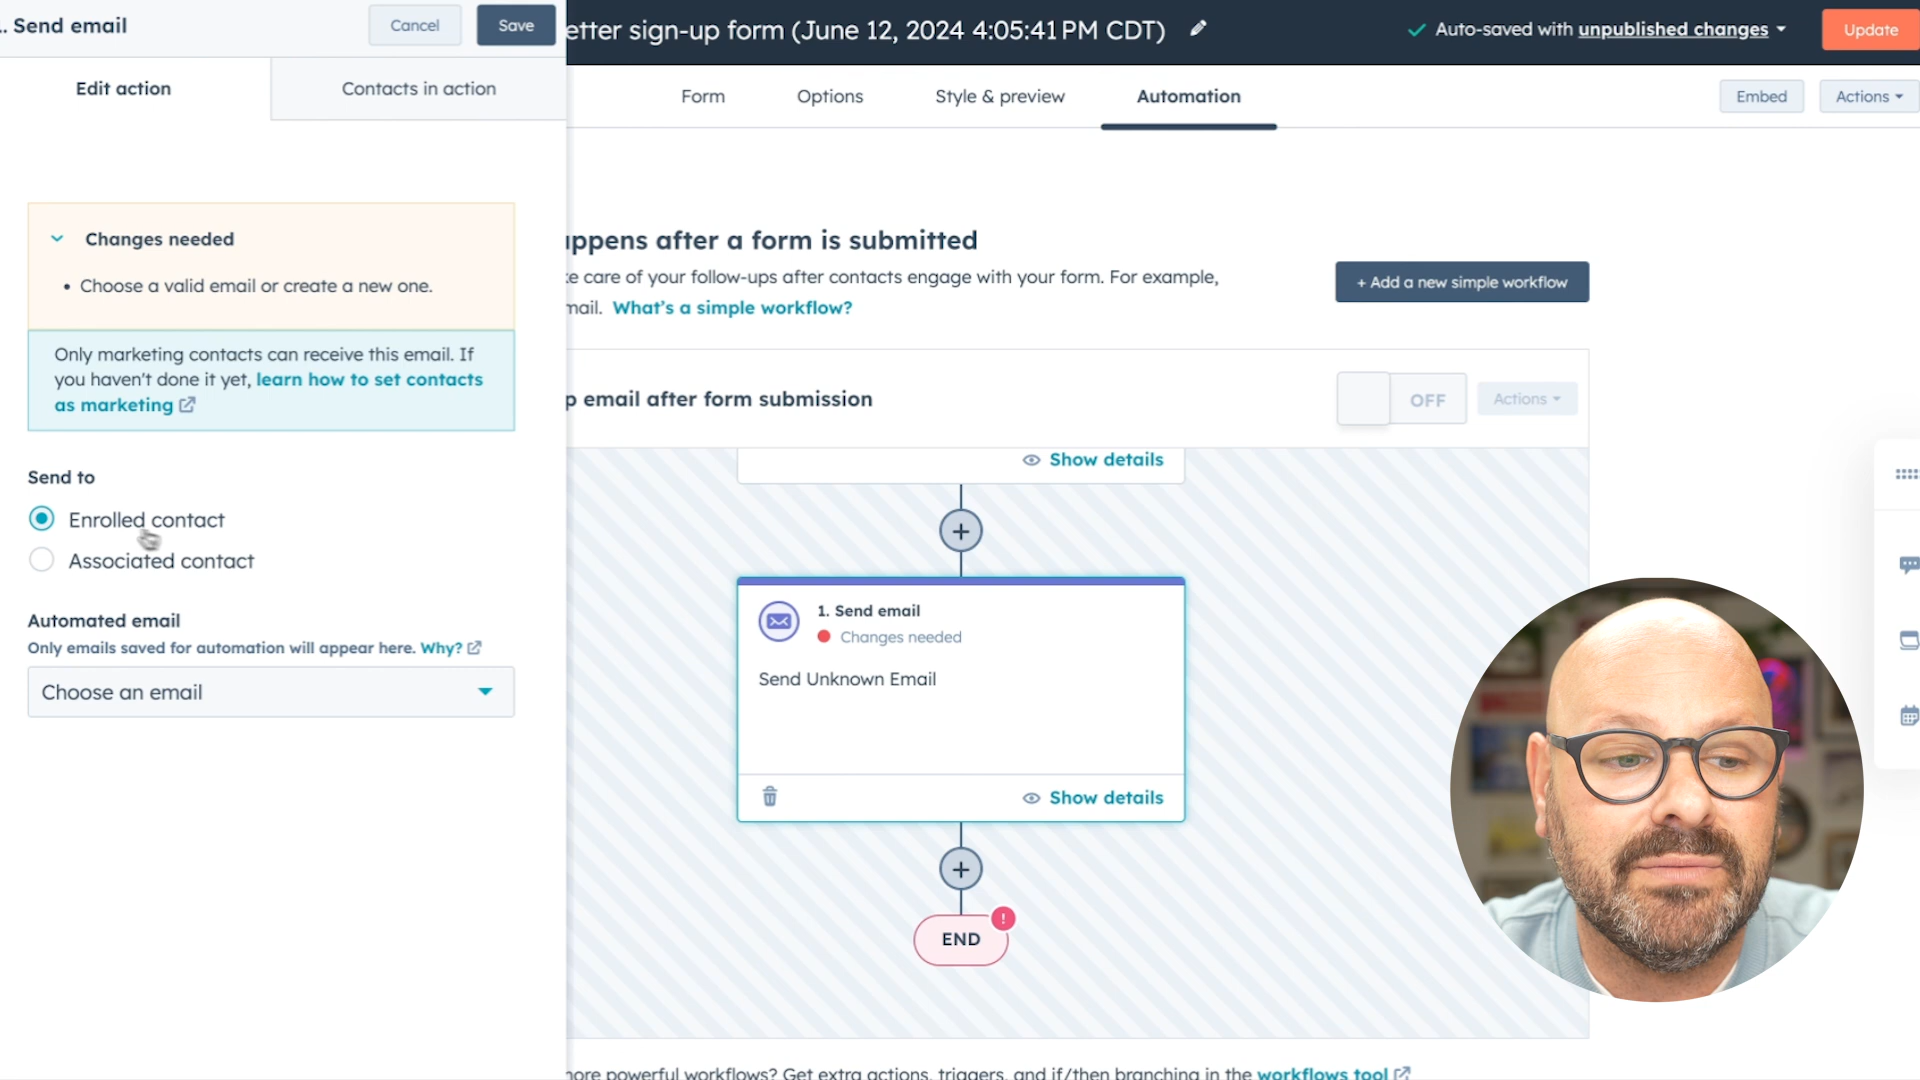 . Send email
Cancel
Save
etter sign-up form (June 12, 2024 4:05:41 PM CDT)
Auto-saved with unpublished changes
Update
Edit action
Contacts in action
Form
Options
Style & preview
Automation
Embed
Actions
Changes needed
• Choose a valid email or create a new one.
Only marketing contacts can receive this email. If
you haven't done it yet, learn how to set contacts
as marketing
Send to
Enrolled contact
Associated contact
Automated email
Only emails saved for automation will appear here. Why?
Choose an email
appens after a form is submitted
ke care of your follow-ups after contacts engage with your form. For example,
mail. What's a simple workflow?
+ Add a new simple workflow
p email after form submission
OFF
Actions
Show details
1. Send email
Changes needed
Send Unknown Email
Show details
END
!
more powerful workflows? Get extra actions, triggers, and if/then branching in the workflows tool